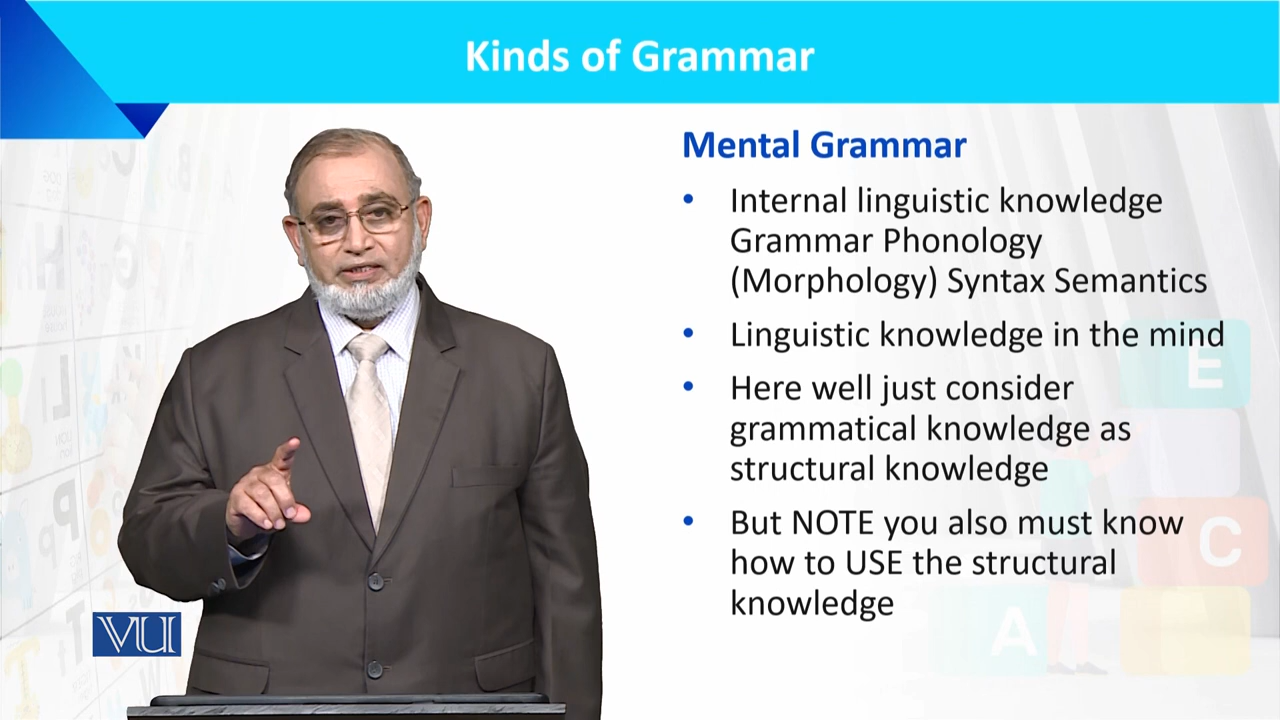 Kinds of Grammar
Mental Grammar
• Internal linguistic knowledge
Grammar Phonology
(Morphology) Syntax Semantics
• Linguistic knowledge in the mind
• Here well just consider
grammatical knowledge as
structural knowledge
• But NOTE you also must know
how to USE the structural
knowledge
VU
E
C
A